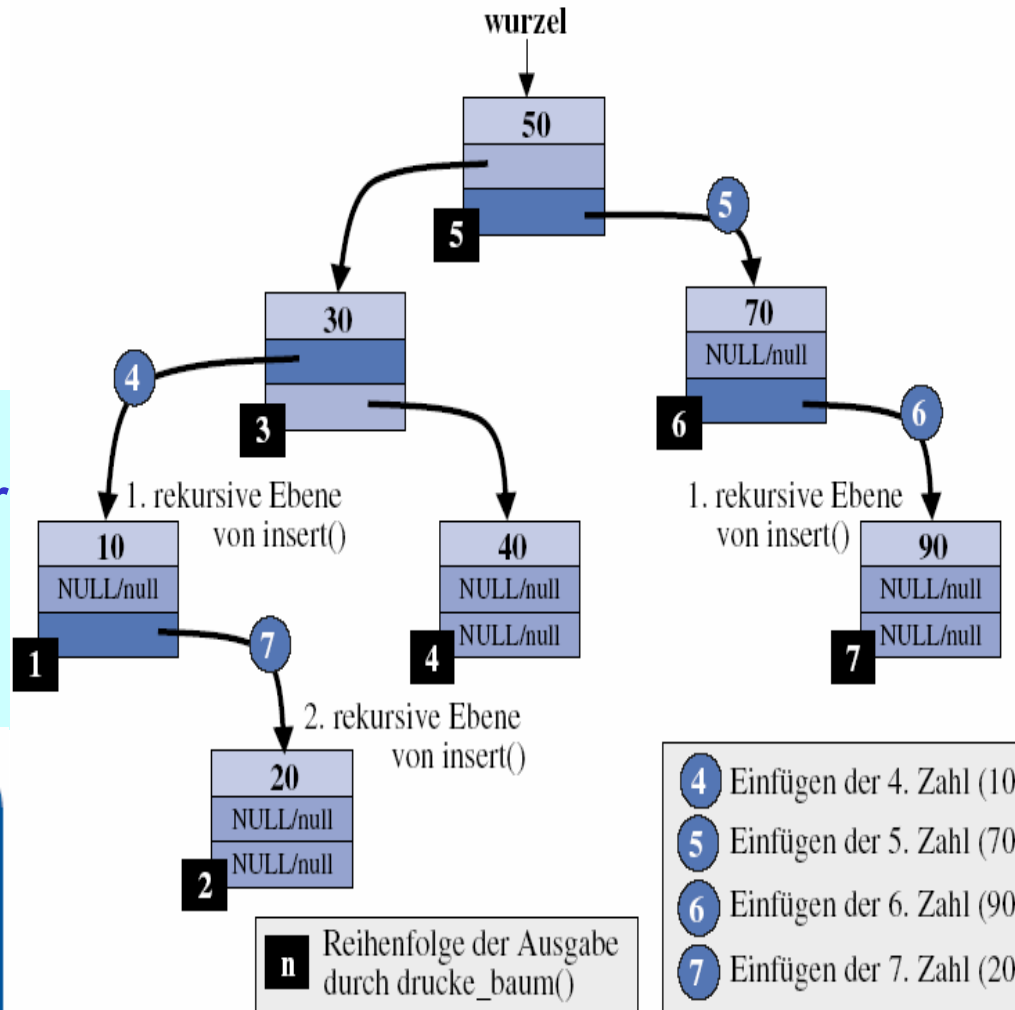 wurzel
50
5
5
30
70
NULL/null
4
3
6
6
1. rekursive Ebene
von insert()
1. rekursive Ebene
von insert()
10
NULL/null
40
NULL/null
NULL/null
90
NULL/null
NULL/null
1
7
4
7
2. rekursive Ebene
von insert()
20
NULL/null
NULL/null
2
4 Einfügen der 4. Zahl (10
5 Einfügen der 5. Zahl (70
6 Einfügen der 6. Zahl (90
7 Einfügen der 7. Zahl (20
n Reihenfolge der Ausgabe
durch drucke_baum()